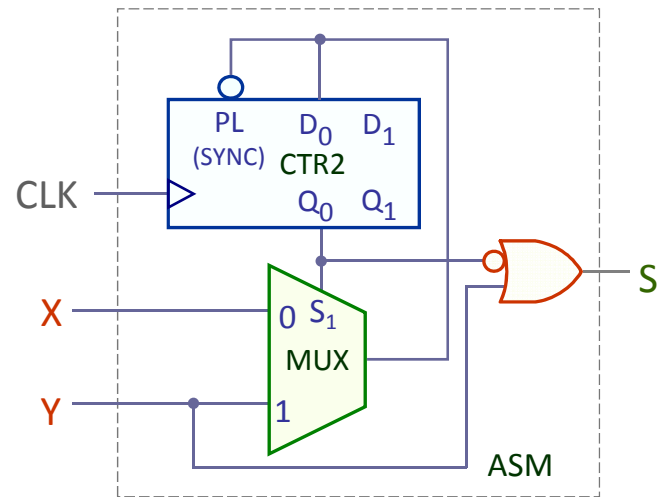 PL D₀ D₁
(SYNC) CTR2
CLK
Q₀ Q₁
S
X 0 S₁
MUX
Y 1
ASM